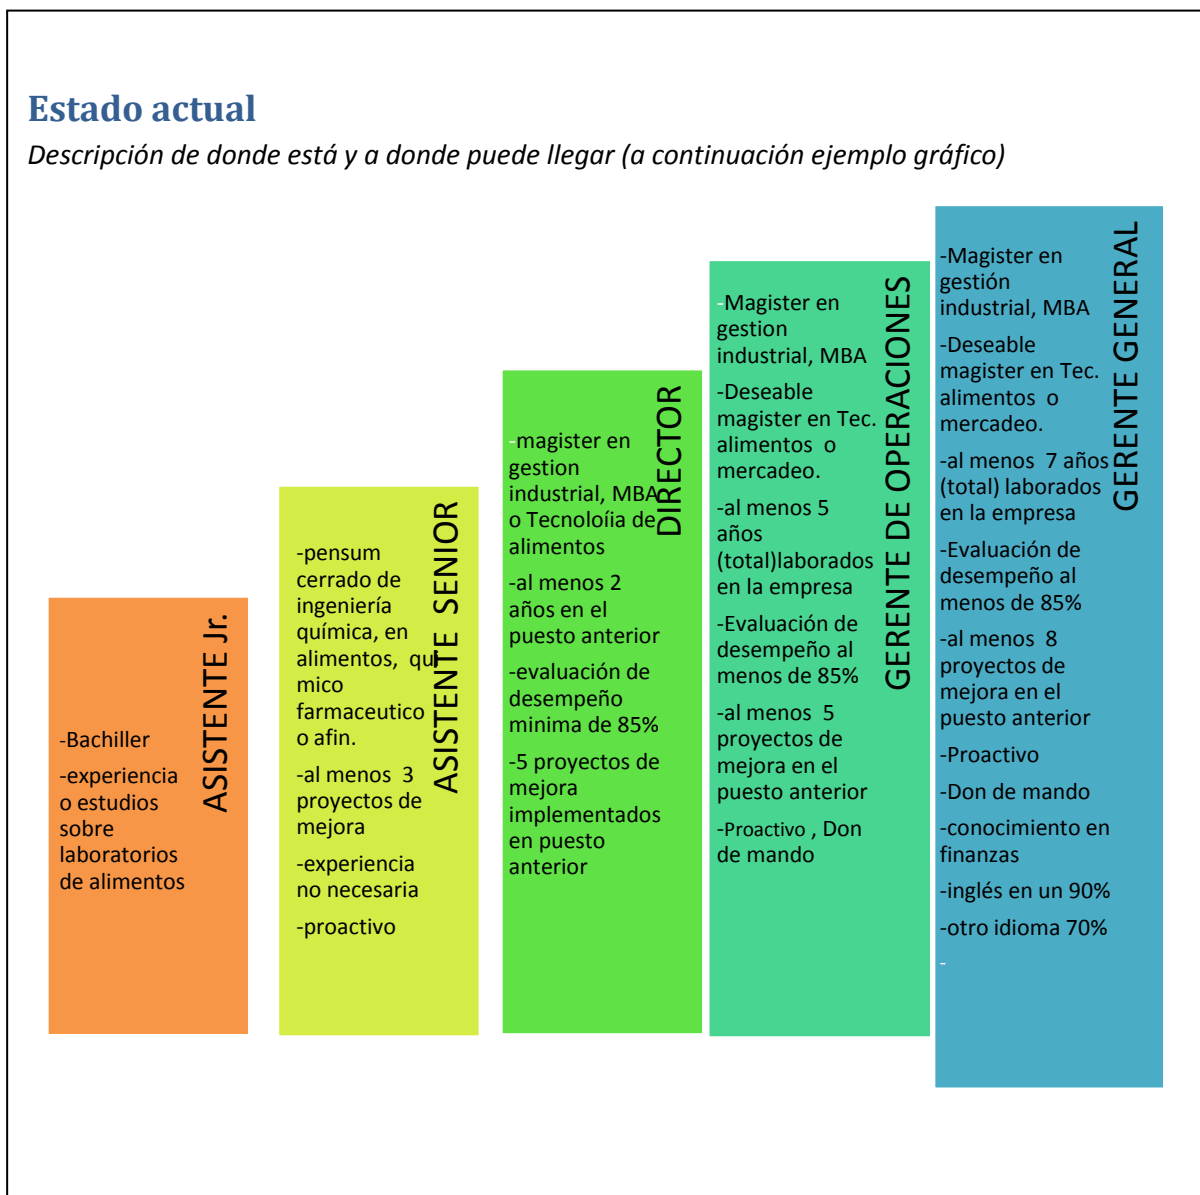 Estado actual
Descripción de donde está y a donde puede llegar (a continuación ejemplo gráfico)
ASISTENTE Jr.
-Bachiller
-experiencia
o estudios
sobre
laboratorios
de alimentos
ASISTENTE  SENIOR
-pensum
cerrado de
ingeniería
química, en
alimentos,  quí
mico
farmaceutico
o afin.
-al menos  3
proyectos de
mejora
-experiencia
no necesaria
-proactivo
DIRECTOR
-magister en
gestion
industrial, MBA
o Tecnoloíia de
alimentos
-al menos 2
años en el
puesto anterior
-evaluación de
desempeño
minima de 85%
-5 proyectos de
mejora
implementados
en puesto
anterior
GERENTE DE OPERACIONES
-Magister en
gestion
industrial, MBA
-Deseable
magister en Tec.
alimentos  o
mercadeo.
-al menos 5
años
(total)laborados
en la empresa
-Evaluación de
desempeño al
menos de 85%
-al menos  5
proyectos de
mejora en el
puesto anterior
-Proactivo , Don
de mando
GERENTE GENERAL
-Magister en
gestión
industrial, MBA
-Deseable
magister en Tec.
alimentos  o
mercadeo.
-al menos  7 años
(total) laborados
en la empresa
-Evaluación de
desempeño al
menos de 85%
-al menos  8
proyectos de
mejora en el
puesto anterior
-Proactivo
-Don de mando
-conocimiento en
finanzas
-inglés en un 90%
-otro idioma 70%
-